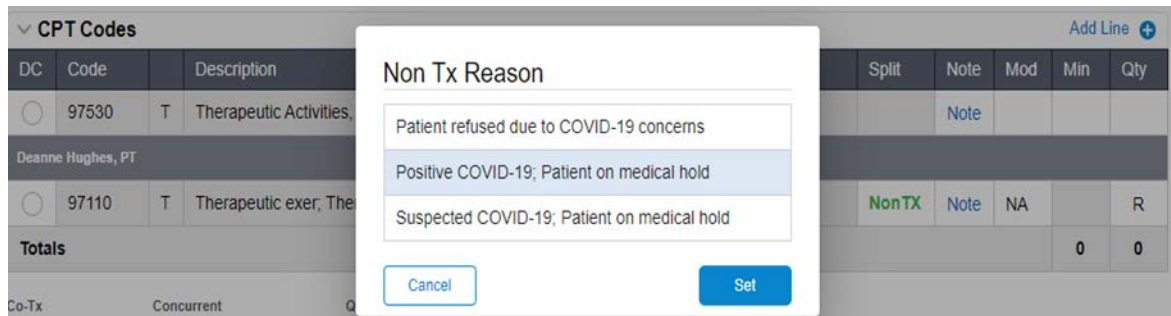 CPT Codes Add Line
DC Code Description Split Note Mod Min Qty
97530 T Therapeutic Activities, Note
Deanne Hughes, PT
97110 T Therapeutic exer; NonTX Note NA R
Totals 0 0
Co-Tx Concurrent
Non Tx Reason
Patient refused due to COVID-19 concerns
Positive COVID-19; Patient on medical hold
Suspected COVID-19; Patient on medical hold
Cancel Set